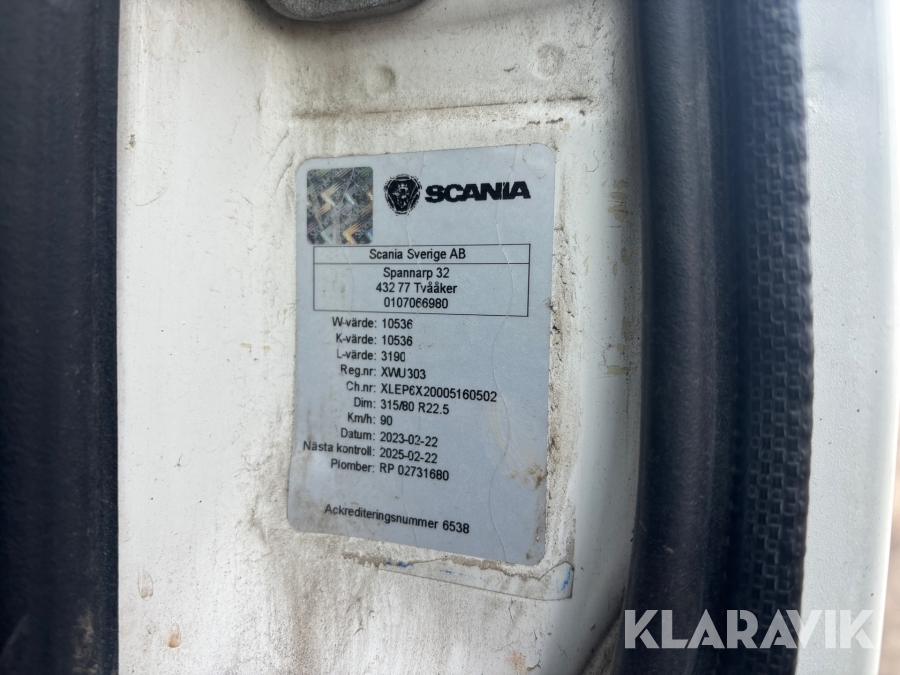 SCANIA
Scania Sverige AB
Spannarp 32
432 77 Tvååker
0107066980
W-värde: 10536
K-värde: 10536
L-värde: 3190
Reg.nr: XWU303
Ch.nr: XLEP6X20005160502
Dim: 315/80 R22.5
Km/h: 90
Datum: 2023-02-22
Nästa kontroll: 2025-02-22
Plomber: RP 02731680
Ackrediteringsnummer 6538
KLARAVIK